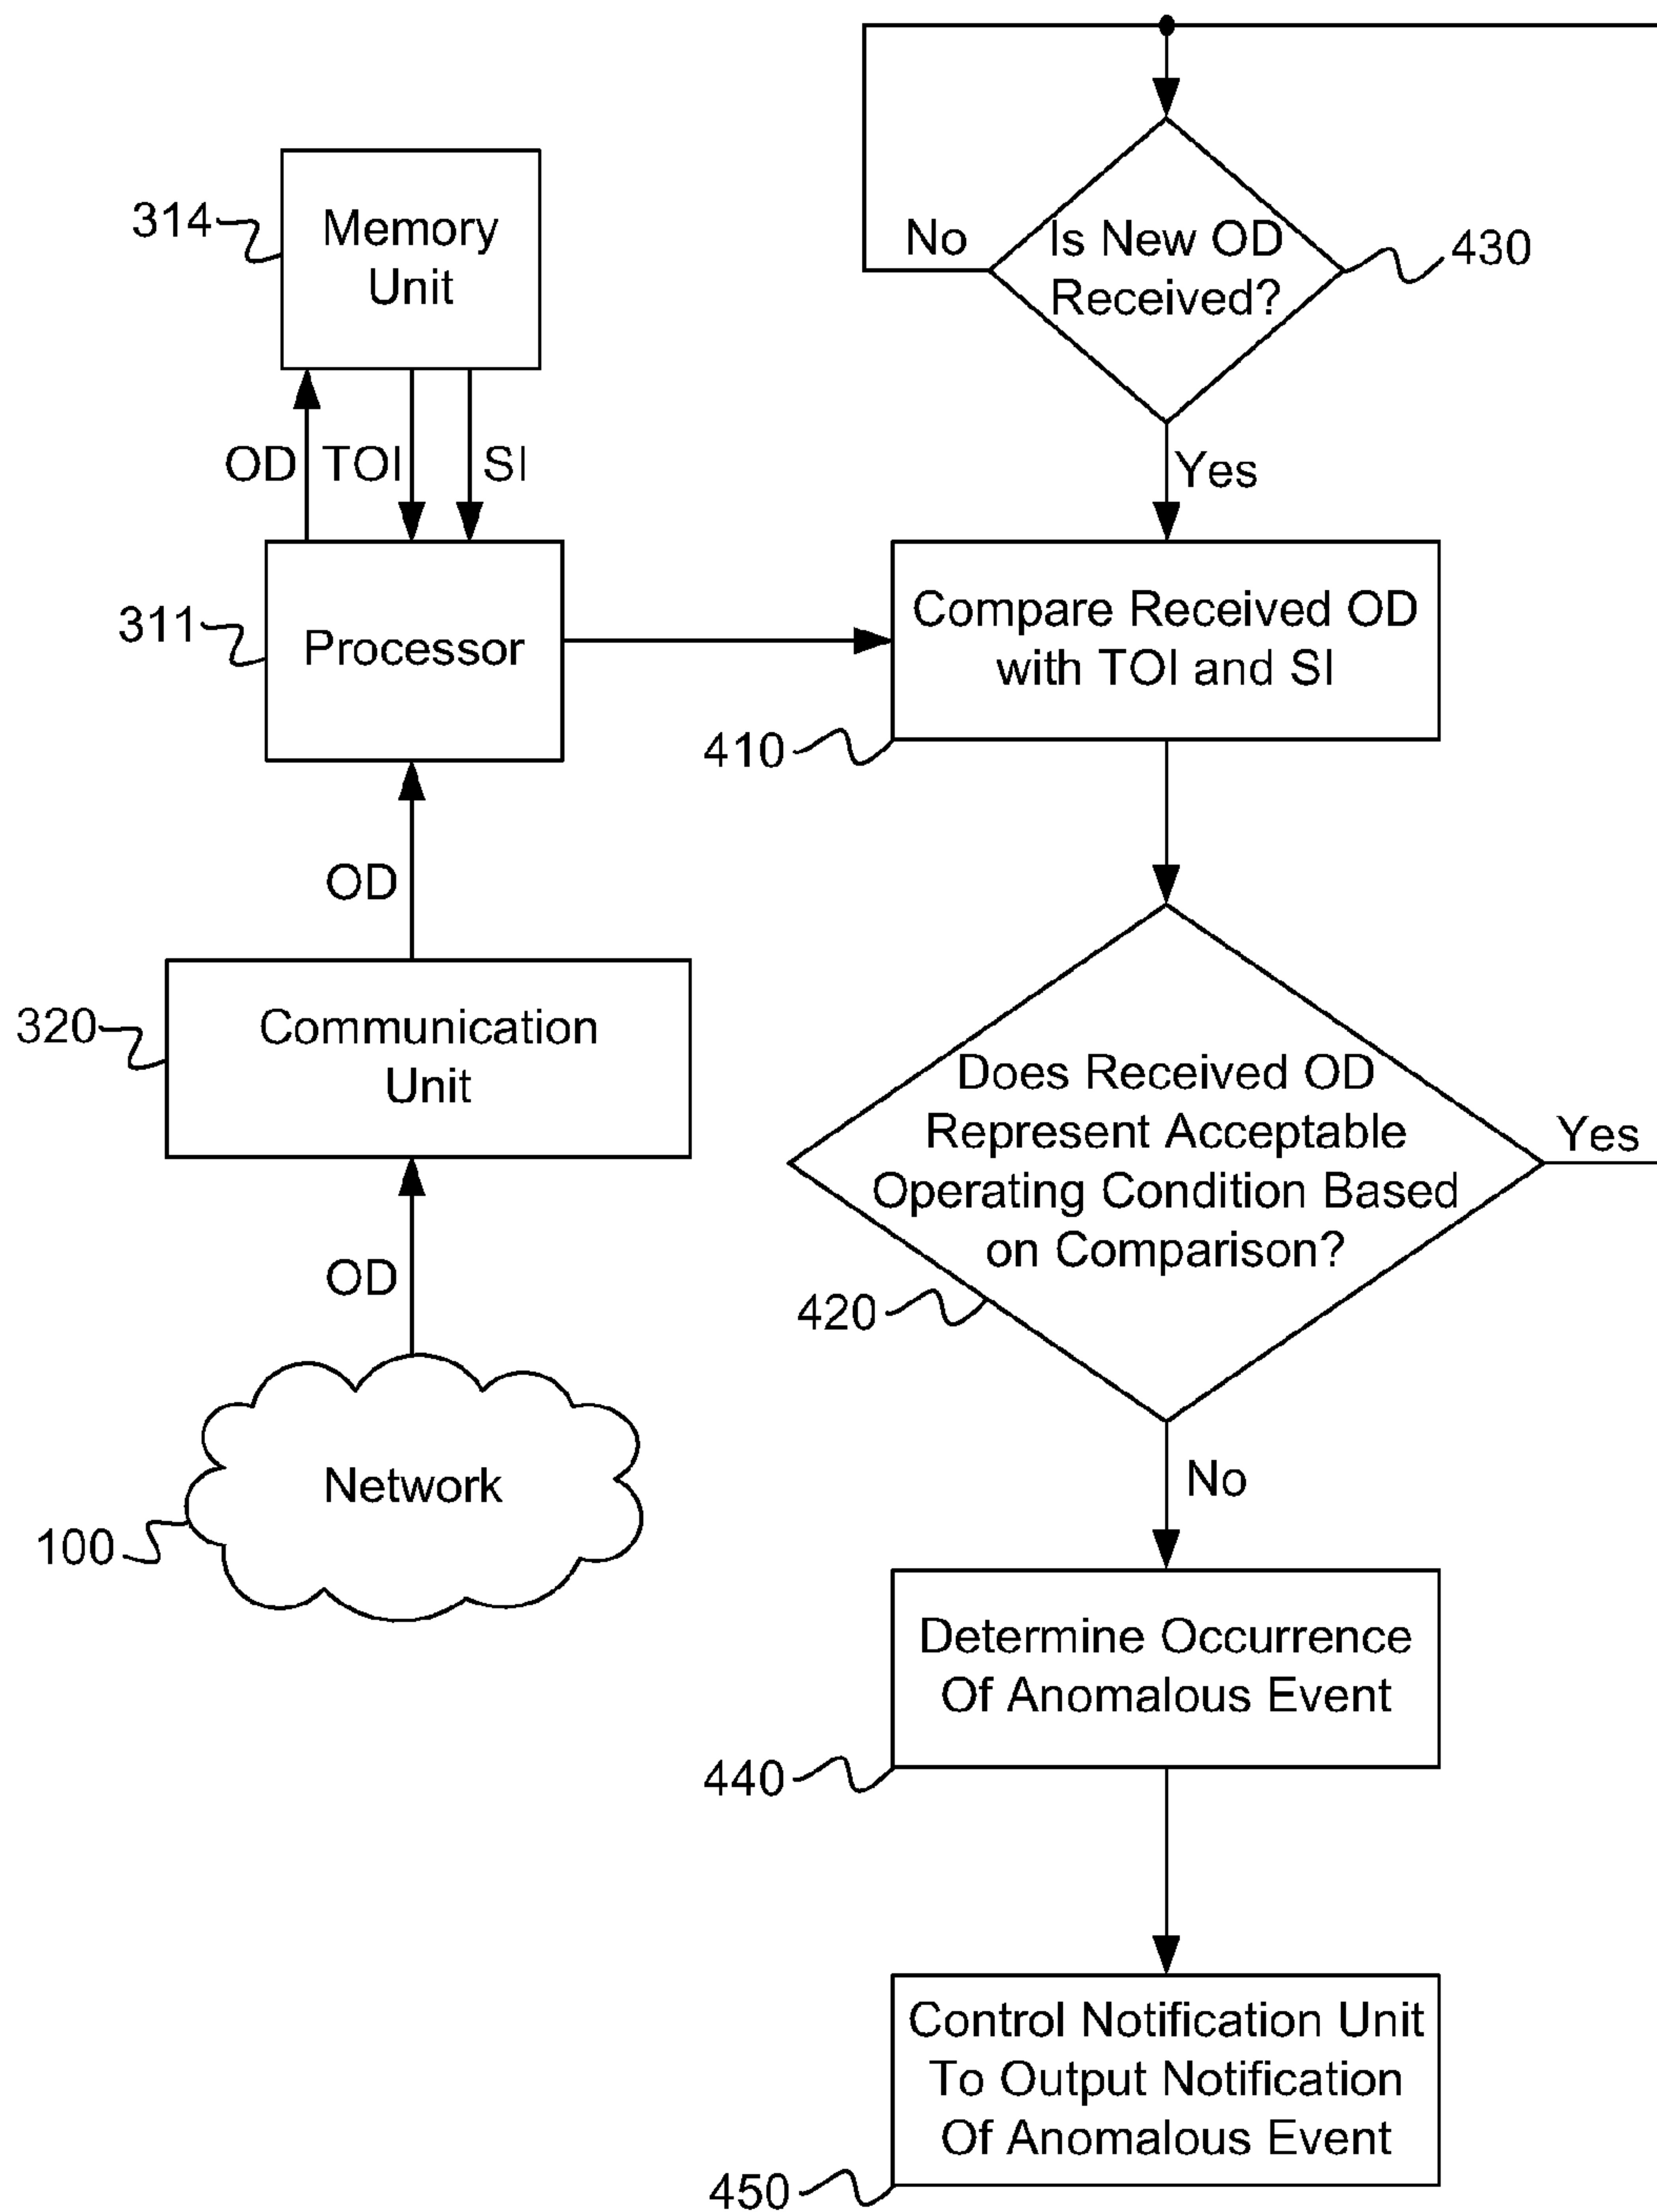 314
Memory
Unit
OD
TOI
SI
311
Processor
OD
320
Communication
Unit
OD
100
Network
No
Is New OD
Received?
430
Yes
Compare Received OD
with TOI and SI
410
Does Received OD
Represent Acceptable
Operating Condition Based
on Comparison?
Yes
420
No
Determine Occurrence
Of Anomalous Event
440
Control Notification Unit
To Output Notification
Of Anomalous Event
450